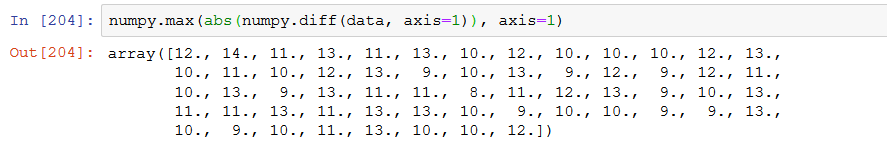 In [204]: numpy.max(abs(numpy.diff(data, axis=1)), axis=1)
Out[204]: array([12., 14., 11., 13., 11., 13., 10., 12., 10., 10., 10., 12., 13.,
10., 11., 10., 12., 13., 9., 10., 13., 9., 12., 9., 12., 11.,
10., 13., 9., 13., 11., 11., 8., 11., 12., 13., 9., 10., 13.,
11., 11., 13., 11., 13., 13., 10., 9., 10., 10., 9., 9., 13.,
10., 9., 10., 11., 13., 10., 10., 12.])